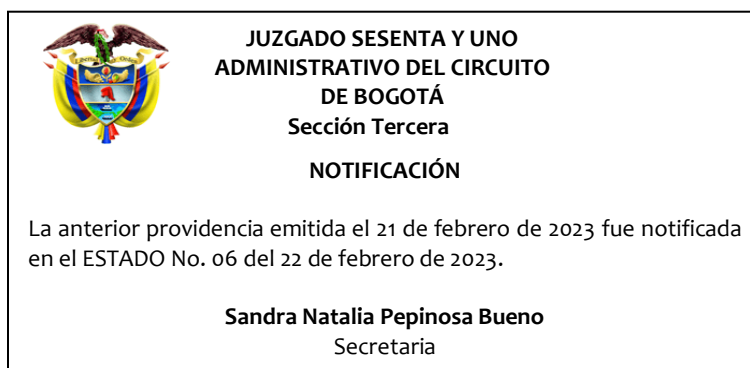 JUZGADO SESENTA Y UNO
ADMINISTRATIVO DEL CIRCUITO
DE BOGOTÁ
Sección Tercera
NOTIFICACIÓN
La anterior providencia emitida el 21 de febrero de 2023 fue notificada
en el ESTADO No. 06 del 22 de febrero de 2023.
Sandra Natalia Pepinosa Bueno
Secretaria